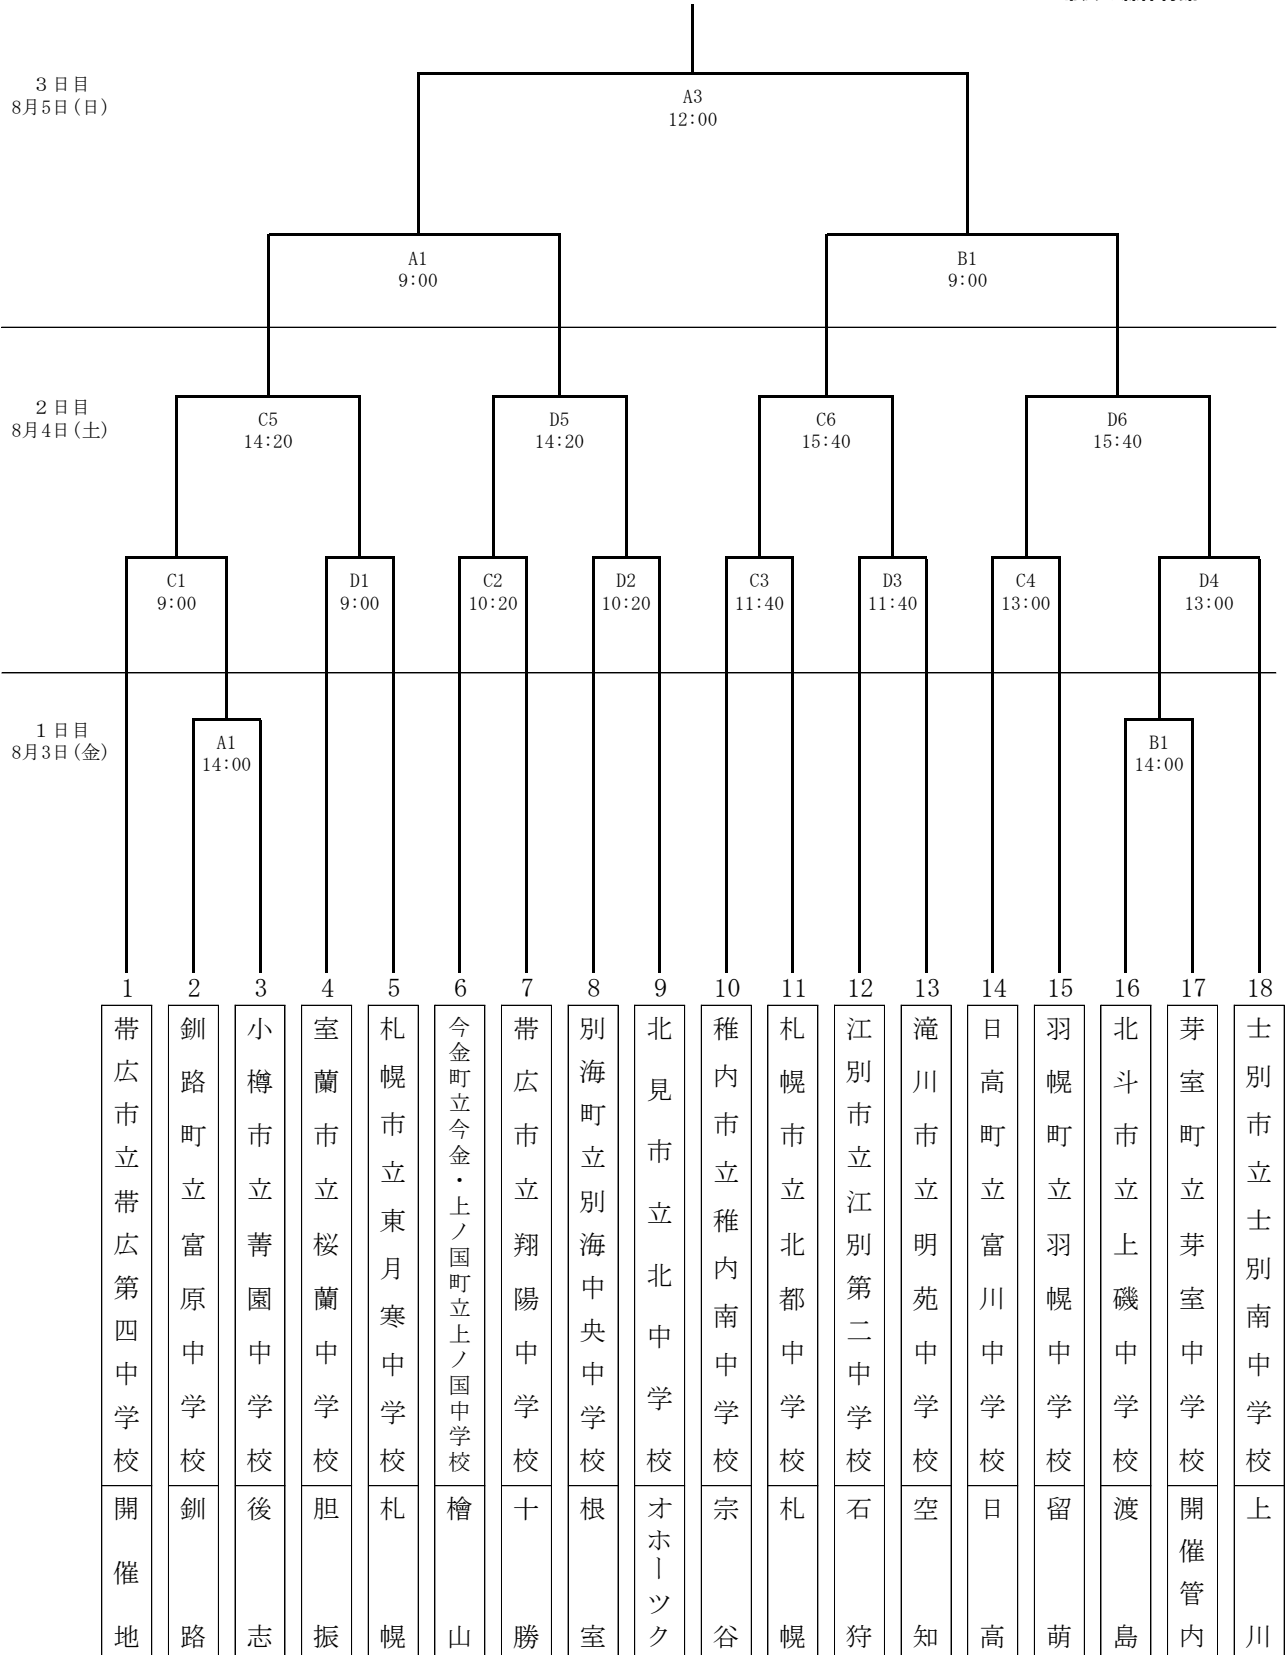 3日目
8月5日(日)
A3
12:00
A1
9:00
B1
9:00
2日目
8月4日(土)
C5
14:20
D5
14:20
C6
15:40
D6
15:40
C1
9:00
D1
9:00
C2
10:20
D2
10:20
C3
11:40
D3
11:40
C4
13:00
D4
13:00
1日目
8月3日(金)
A1
14:00
B1
14:00
1
2
3
4
5
6
7
8
9
10
11
12
13
14
15
16
17
18
帯広市立帯広第四中学校
釧路町立富原中学校
小樽市立菁園中学校
室蘭市立桜蘭中学校
札幌市立東月寒中学校
今金町立今金・上ノ国町立上ノ国中学校
帯広市立翔陽中学校
別海町立別海中央中学校
北見市立北中学校
稚内市立稚内南中学校
札幌市立北都中学校
江別市立江別第二中学校
滝川市立明苑中学校
日高町立富川中学校
羽幌町立羽幌中学校
北斗市立上磯中学校
芽室町立芽室中学校
士別市立士別南中学校
開催地
釧路
後志
胆振
札幌
檜山
十勝
根室
オホーツク
宗谷
札幌
石狩
空知
日高
留萌
渡島
開催管内
上川